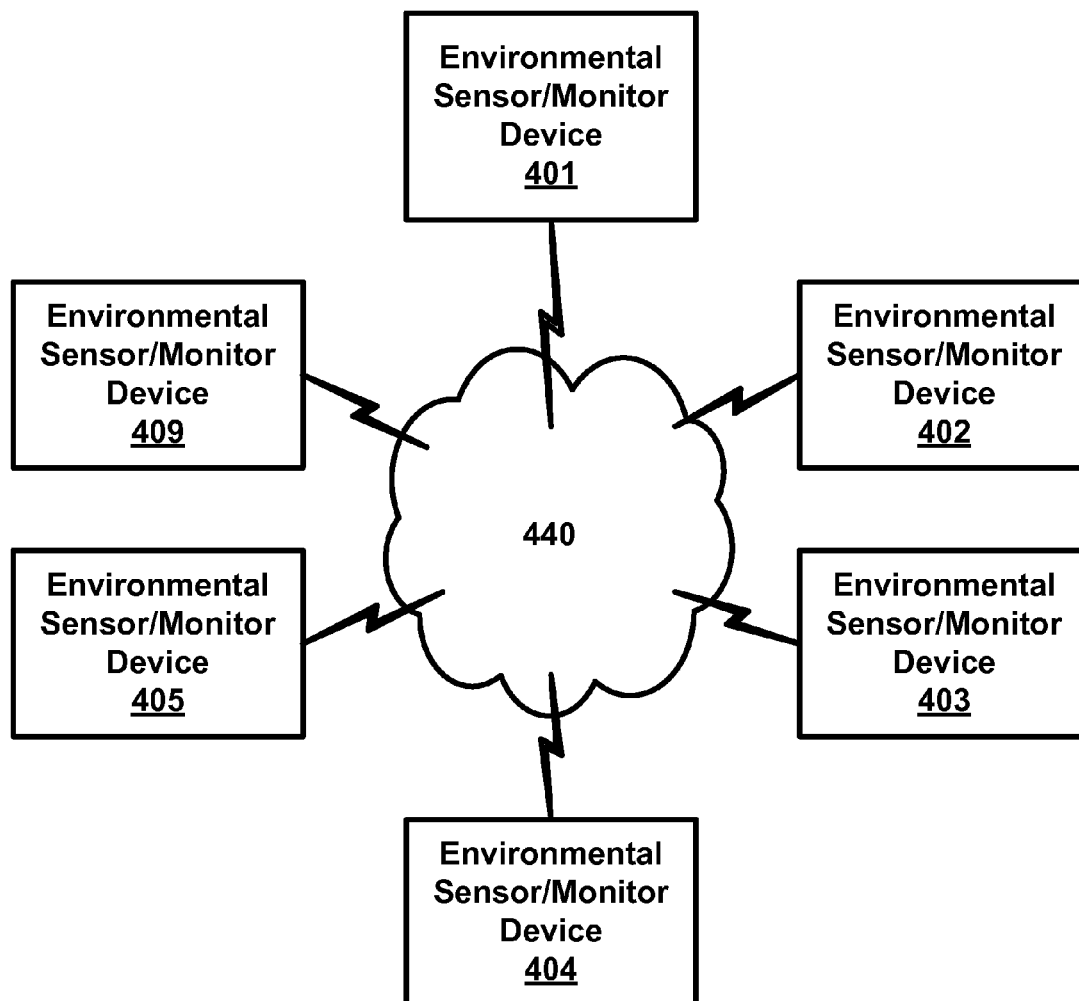 Environmental
Sensor/Monitor
Device
401
Environmental
Sensor/Monitor
Device
409
Environmental
Sensor/Monitor
Device
402
440
Environmental
Sensor/Monitor
Device
405
Environmental
Sensor/Monitor
Device
403
Environmental
Sensor/Monitor
Device
404